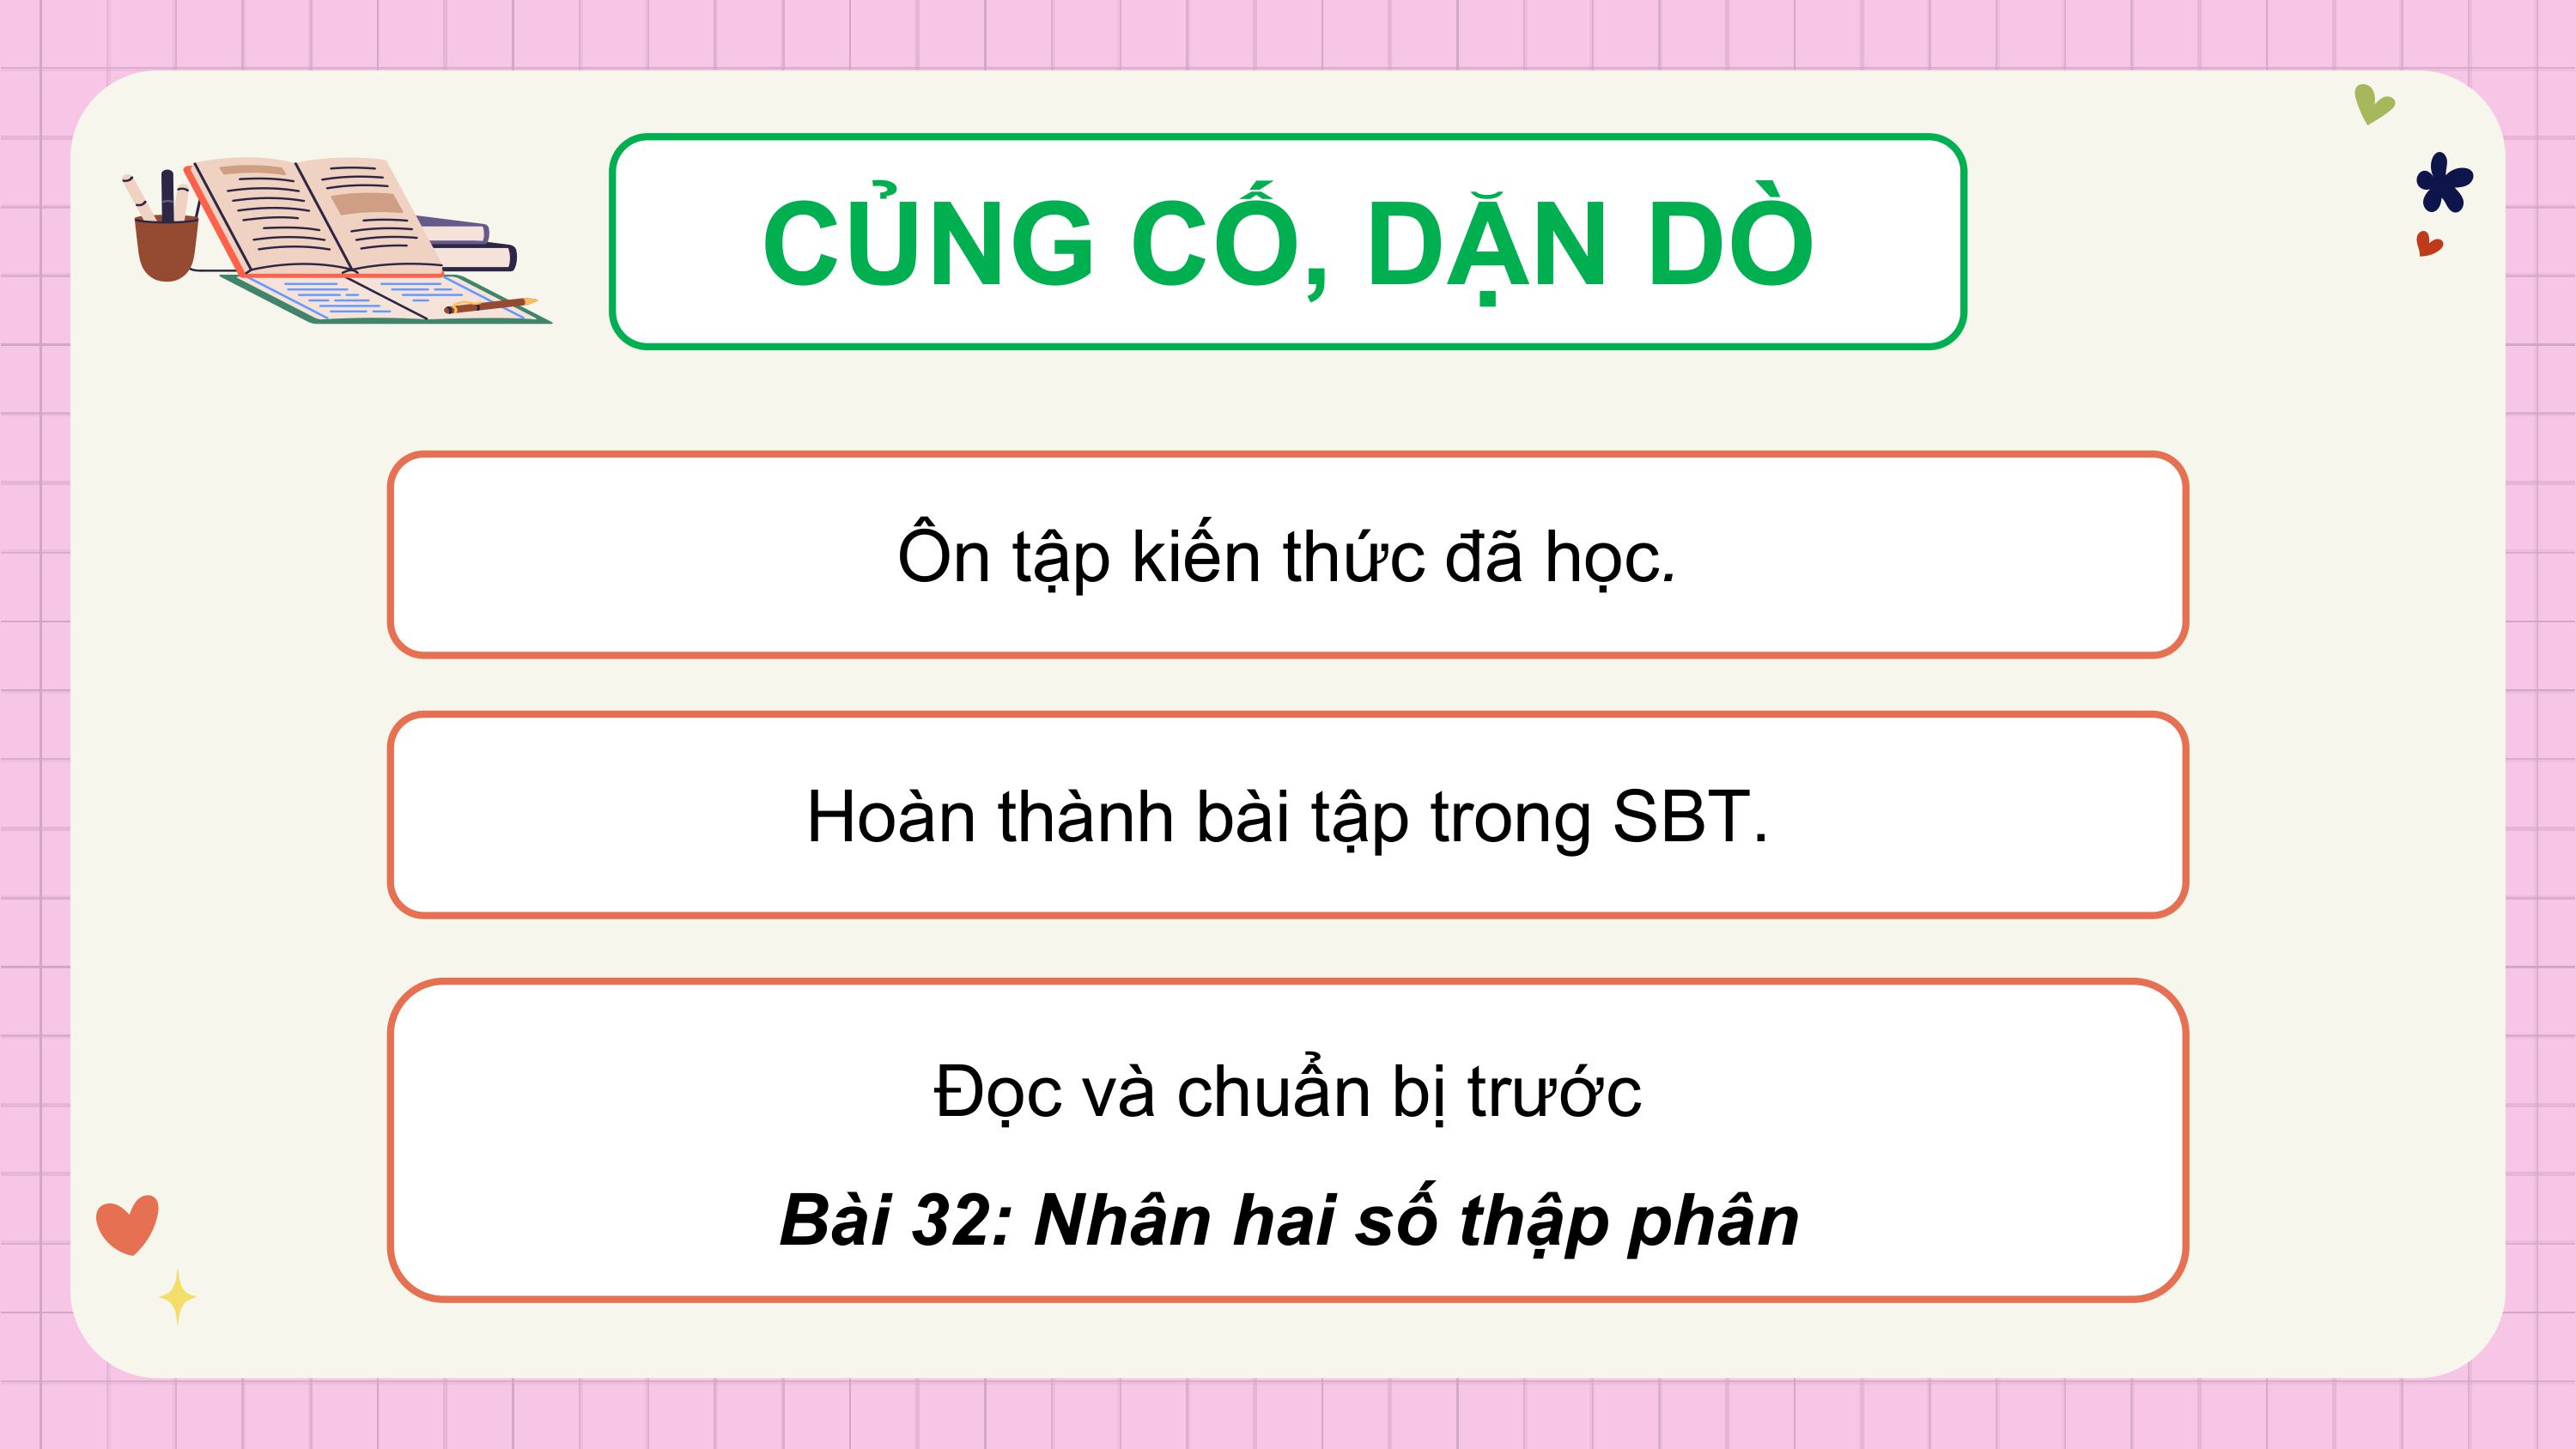 CỦNG CỐ, DẶN DÒ
Ôn tập kiến thức đã học.
Hoàn thành bài tập trong SBT.
Đọc và chuẩn bị trước
Bài 32: Nhân hai số thập phân